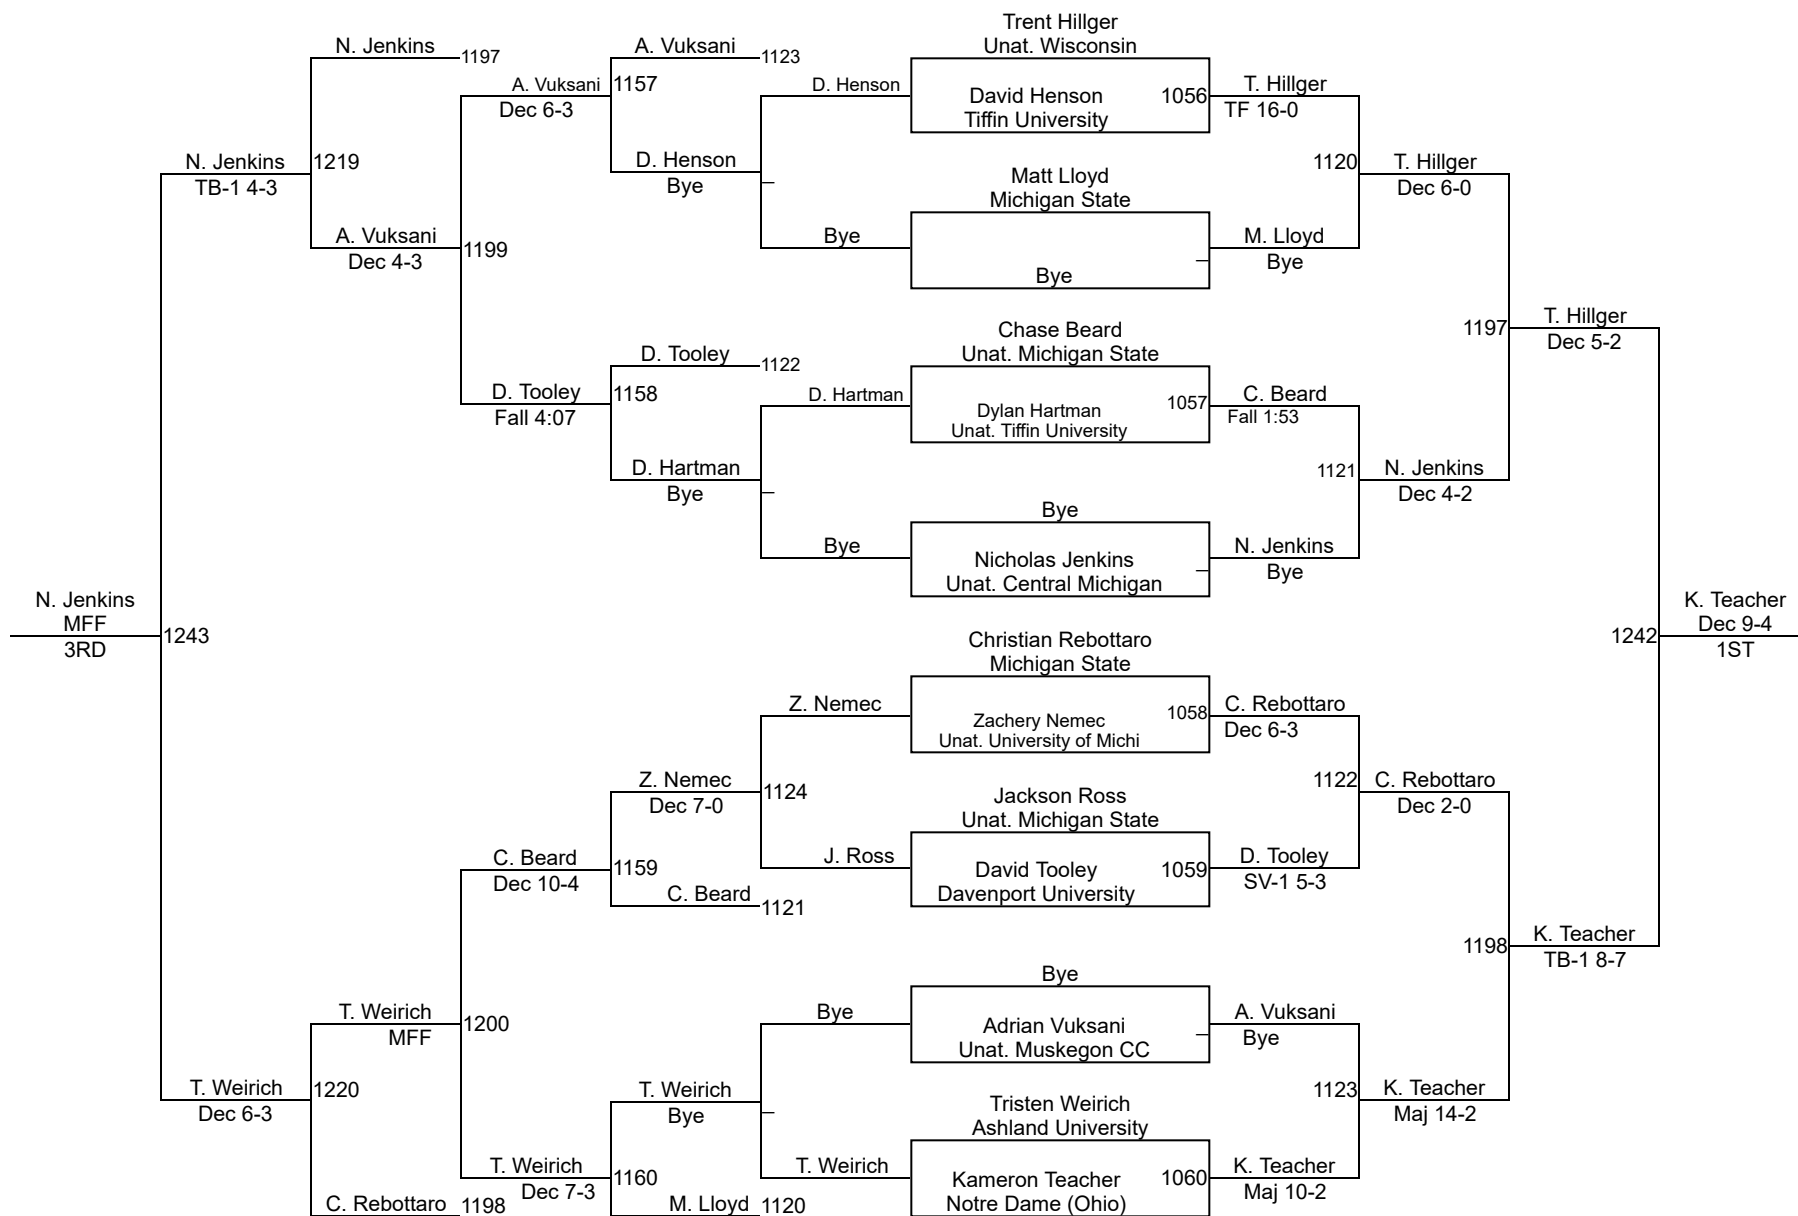 Trent Hillger
Unat. Wisconsin
N. Jenkins
1197
A. Vuksani
1123
A. Vuksani
1157
Dec 6-3
D. Henson
David Henson
1056
Tiffin University
T. Hillger
TF 16-0
N. Jenkins
1219
TB-1 4-3
D. Henson
Bye
Matt Lloyd
Michigan State
1120
T. Hillger
Dec 6-0
A. Vuksani
1199
Dec 4-3
Bye
Bye
M. Lloyd
Bye
Chase Beard
Unat. Michigan State
1197
T. Hillger
Dec 5-2
D. Tooley
1122
D. Tooley
1158
Fall 4:07
D. Hartman
Dylan Hartman
1057
Unat. Tiffin University
C. Beard
Fall 1:53
D. Hartman
Bye
1121
N. Jenkins
Dec 4-2
Bye
Bye
Nicholas Jenkins
Unat. Central Michigan
N. Jenkins
Bye
N. Jenkins
MFF
1243
3RD
K. Teacher
Dec 9-4
1242
1ST
Christian Rebottaro
Michigan State
Z. Nemec
Zachery Nemec
1058
Unat. University of Michi
C. Rebottaro
Dec 6-3
Z. Nemec
1124
Dec 7-0
Jackson Ross
Unat. Michigan State
1122
C. Rebottaro
Dec 2-0
C. Beard
1159
Dec 10-4
J. Ross
David Tooley
1059
Davenport University
D. Tooley
SV-1 5-3
C. Beard
1121
1198
K. Teacher
TB-1 8-7
Bye
T. Weirich
1200
MFF
Bye
Adrian Vuksani
Unat. Muskegon CC
A. Vuksani
Bye
T. Weirich
1220
Dec 6-3
T. Weirich
Bye
Tristen Weirich
Ashland University
1123
K. Teacher
Maj 14-2
T. Weirich
1160
Dec 7-3
T. Weirich
Kameron Teacher
1060
Notre Dame (Ohio)
K. Teacher
Maj 10-2
C. Rebottaro
1198
M. Lloyd
1120